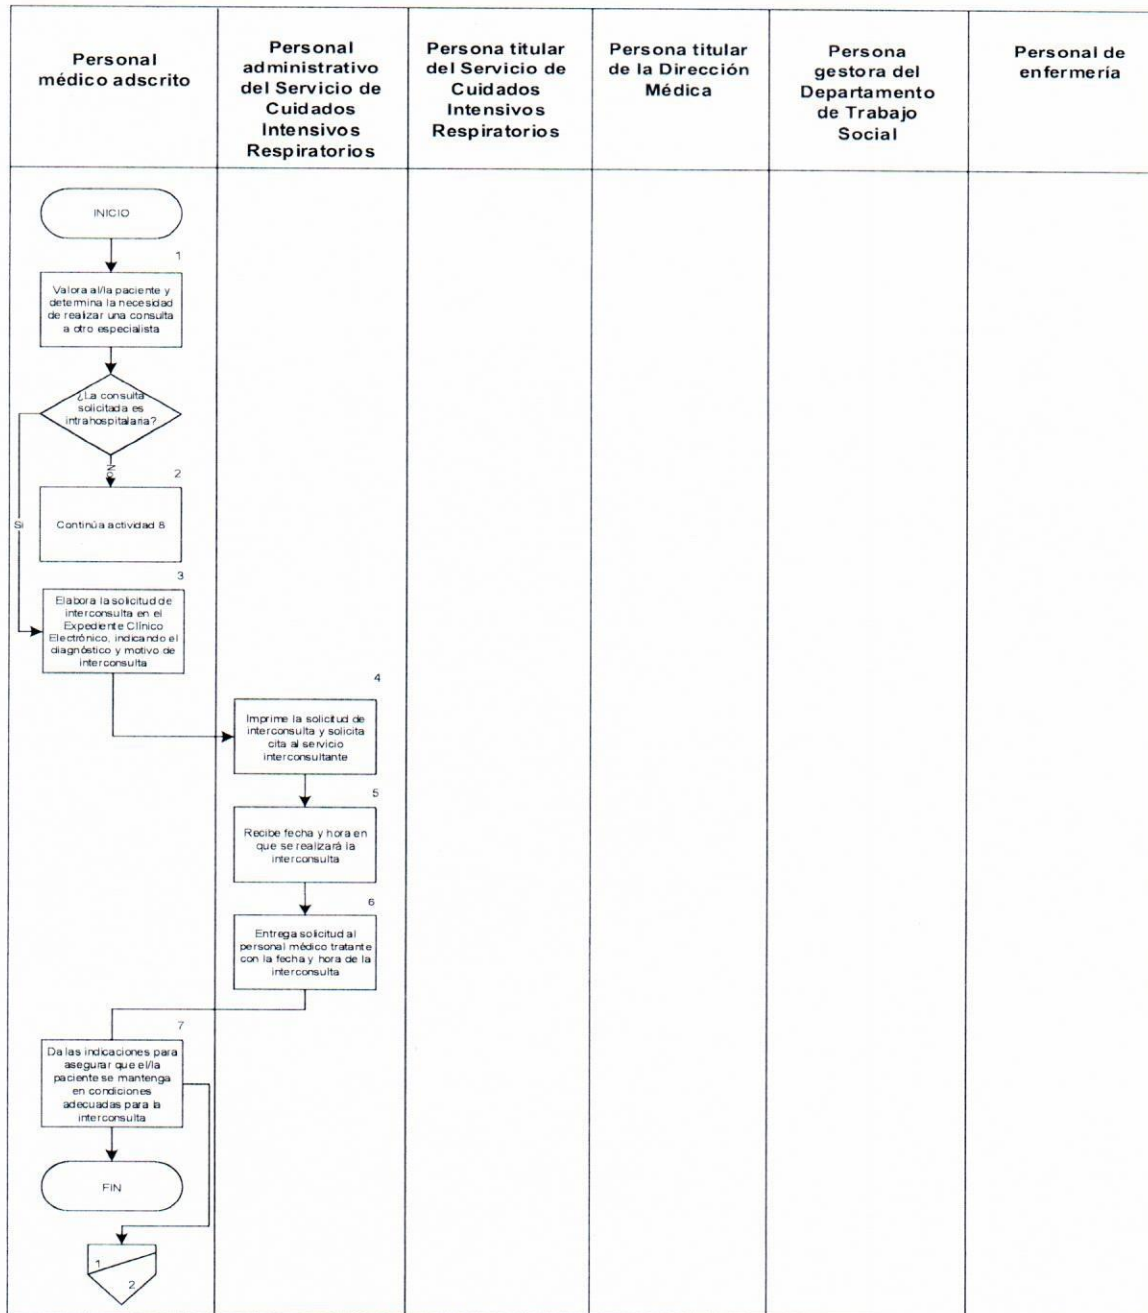 Personal
médico adscrito
Personal
administrativo
del Servicio de
Cuidados
Intensivos
Respiratorios
Persona titular
del Servicio de
Cuidados
Intensivos
Respiratorios
Persona titular
de la Dirección
Médica
Persona
gestora del
Departamento
de Trabajo
Social
Personal de
enfermería
INICIO
1
Valora al/la paciente y
determina la necesidad
de realizar una consulta
a otro especialista
¿La consulta
solicitada es
intrahospitalaria?
No
2
Si
Continúa actividad 8
3
Elabora la solicitud de
interconsulta en el
Expediente Clínico
Electrónico, indicando el
diagnóstico y motivo de
interconsulta
4
Imprime la solicitud de
interconsulta y solicita
cita al servicio
interconsultante
5
Recibe fecha y hora en
que se realizará la
interconsulta
6
Entrega solicitud al
personal médico tratante
con la fecha y hora de la
interconsulta
7
Da las indicaciones para
asegurar que el/la
paciente se mantenga
en condiciones
adecuadas para la
interconsulta
FIN
1
2